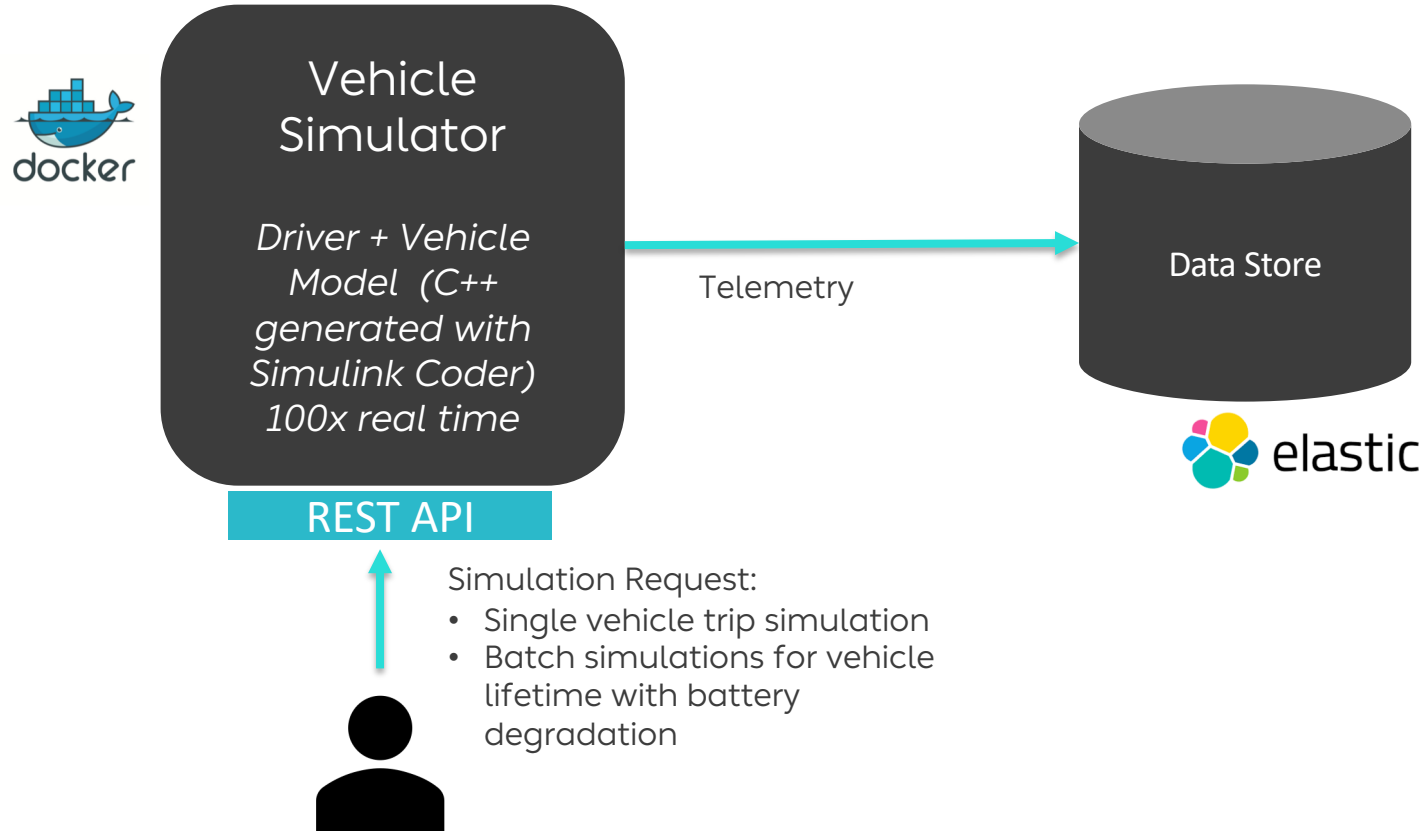 docker
Vehicle
Simulator
Driver + Vehicle
Model (C++
generated with
Simulink Coder)
100x real time
REST API
Telemetry
Data Store
elastic
Simulation Request:
• Single vehicle trip simulation
• Batch simulations for vehicle
lifetime with battery
degradation